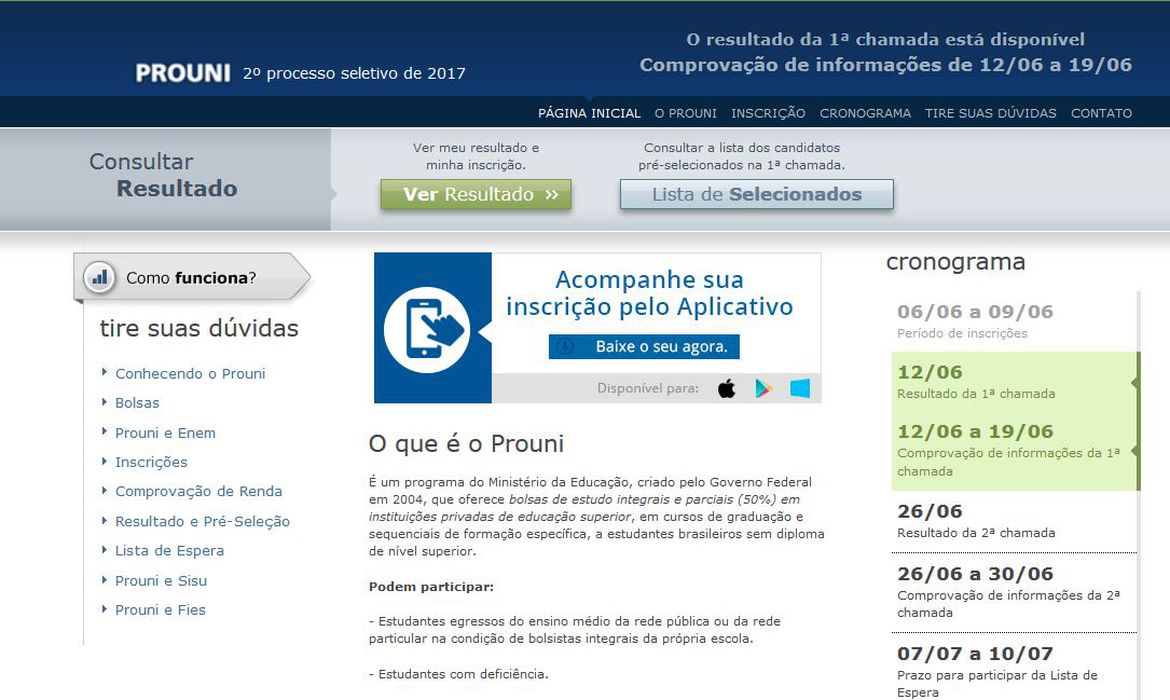 O resultado da 1ª chamada está disponível
Comprovação de informações de 12/06 a 19/06
PROUNI 2º processo seletivo de 2017
PÁGINA INICIAL O PROUNI INSCRIÇÃO CRONOGRAMA TIRE SUAS DÚVIDAS CONTATO
Consultar
Resultado
Ver meu resultado e
minha inscrição.
Ver Resultado »
Consultar a lista dos candidatos
pré-selecionados na 1ª chamada.
Lista de Selecionados
Como funciona?
tire suas dúvidas
Conhecendo o Prouni
Bolsas
Prouni e Enem
Inscrições
Comprovação de Renda
Resultado e Pré-Seleção
Lista de Espera
Prouni e Sisu
Prouni e Fies
Acompanhe sua
inscrição pelo Aplicativo
Baixe o seu agora.
Disponível para:
O que é o Prouni
É um programa do Ministério da Educação, criado pelo Governo Federal
em 2004, que oferece bolsas de estudo integrais e parciais (50%) em
instituições privadas de educação superior, em cursos de graduação e
sequenciais de formação específica, a estudantes brasileiros sem diploma
de nível superior.
Podem participar:
- Estudantes egressos do ensino médio da rede pública ou da rede
particular na condição de bolsistas integrais da própria escola.
- Estudantes com deficiência.
cronograma
06/06 a 09/06
Período de inscrições
12/06
Resultado da 1ª chamada
12/06 a 19/06
Comprovação de informações da 1ª
chamada
26/06
Resultado da 2ª chamada
26/06 a 30/06
Comprovação de informações da 2ª
chamada
07/07 a 10/07
Prazo para participar da Lista de
Espera